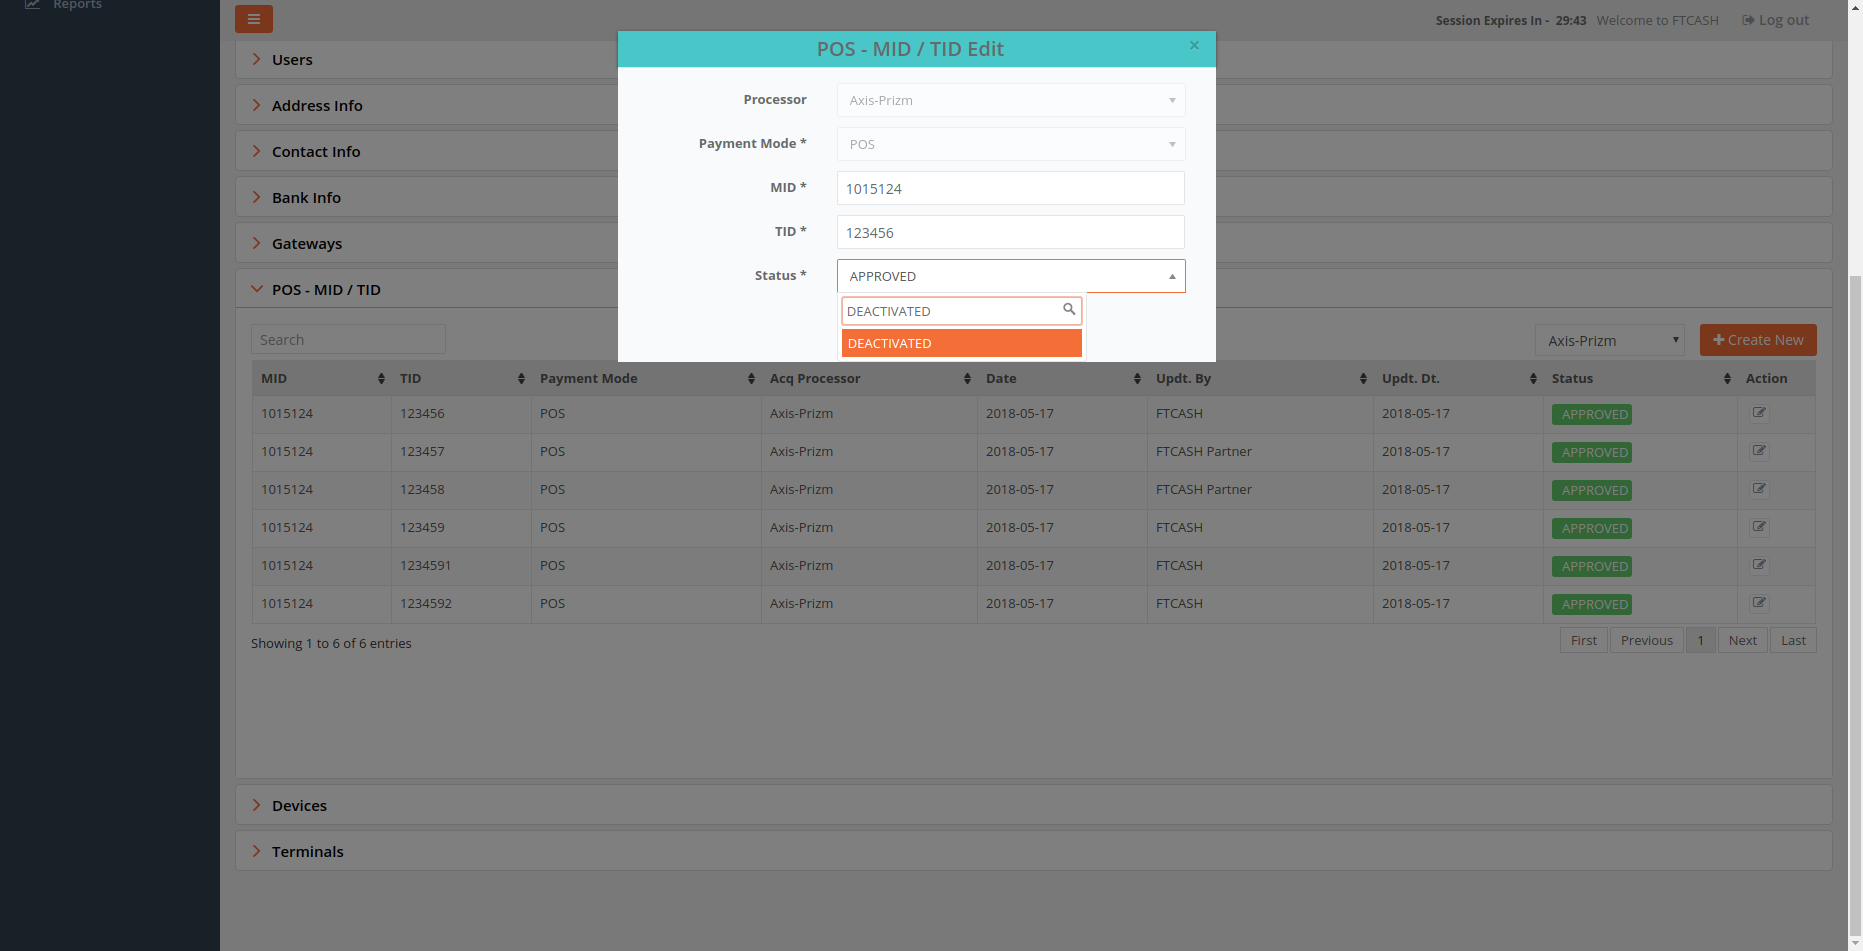 Reports
Session Expires In - 29:43 Welcome to FTCASH Log out
POS - MID / TID Edit ×
Users
Processor Axis-Prizm
Address Info
Payment Mode * POS
Contact Info
MID * 1015124
Bank Info
TID * 123456
Gateways
Status * APPROVED
POS - MID / TID
DEACTIVATED
DEACTIVATED
Search Axis-Prizm Create New
MID TID Payment Mode Acq Processor Date Updt. By Updt. Dt. Status Action
1015124 123456 POS Axis-Prizm 2018-05-17 FTCASH 2018-05-17 APPROVED
1015124 123457 POS Axis-Prizm 2018-05-17 FTCASH Partner 2018-05-17 APPROVED
1015124 123458 POS Axis-Prizm 2018-05-17 FTCASH Partner 2018-05-17 APPROVED
1015124 123459 POS Axis-Prizm 2018-05-17 FTCASH 2018-05-17 APPROVED
1015124 1234591 POS Axis-Prizm 2018-05-17 FTCASH 2018-05-17 APPROVED
1015124 1234592 POS Axis-Prizm 2018-05-17 FTCASH 2018-05-17 APPROVED
Showing 1 to 6 of 6 entries First Previous 1 Next Last
Devices
Terminals